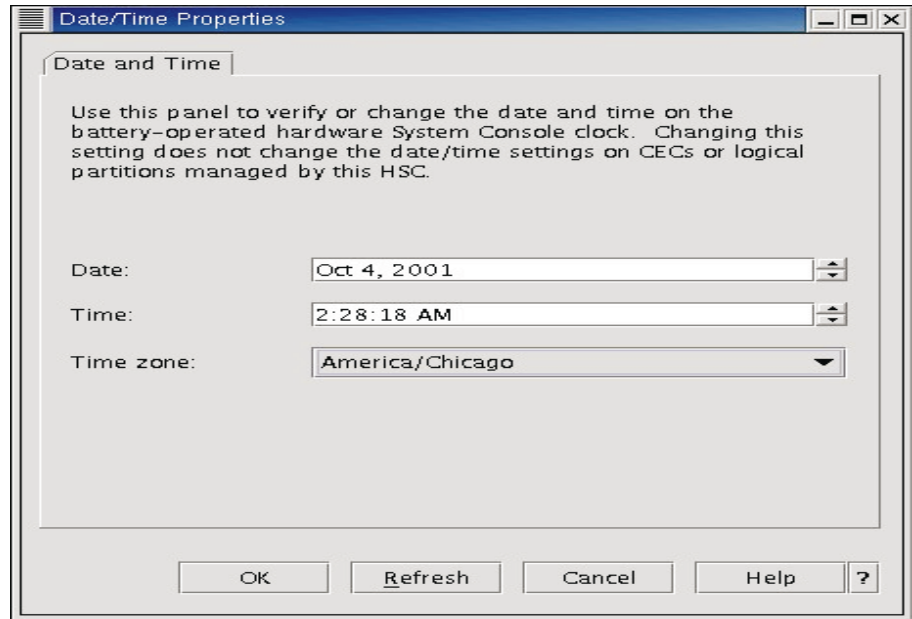 Date/Time Properties
Date and Time
Use this panel to verify or change the date and time on the
battery-operated hardware System Console clock. Changing this
setting does not change the date/time settings on CECs or logical
partitions managed by this HSC.
Date: Oct 4, 2001
Time: 2:28:18 AM
Time zone: America/Chicago
OK Refresh Cancel Help ?